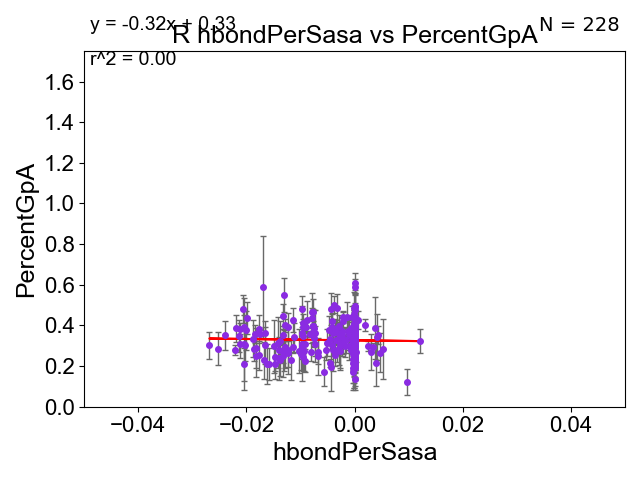 y = -0.32x + 0.33
R hbondPerSasa vs PercentGpA
N = 228
r^2 = 0.00
1.6
1.4
1.2
1.0
0.8
0.6
0.4
0.2
0.0
PercentGpA
−0.04
−0.02
0.00
0.02
0.04
hbondPerSasa